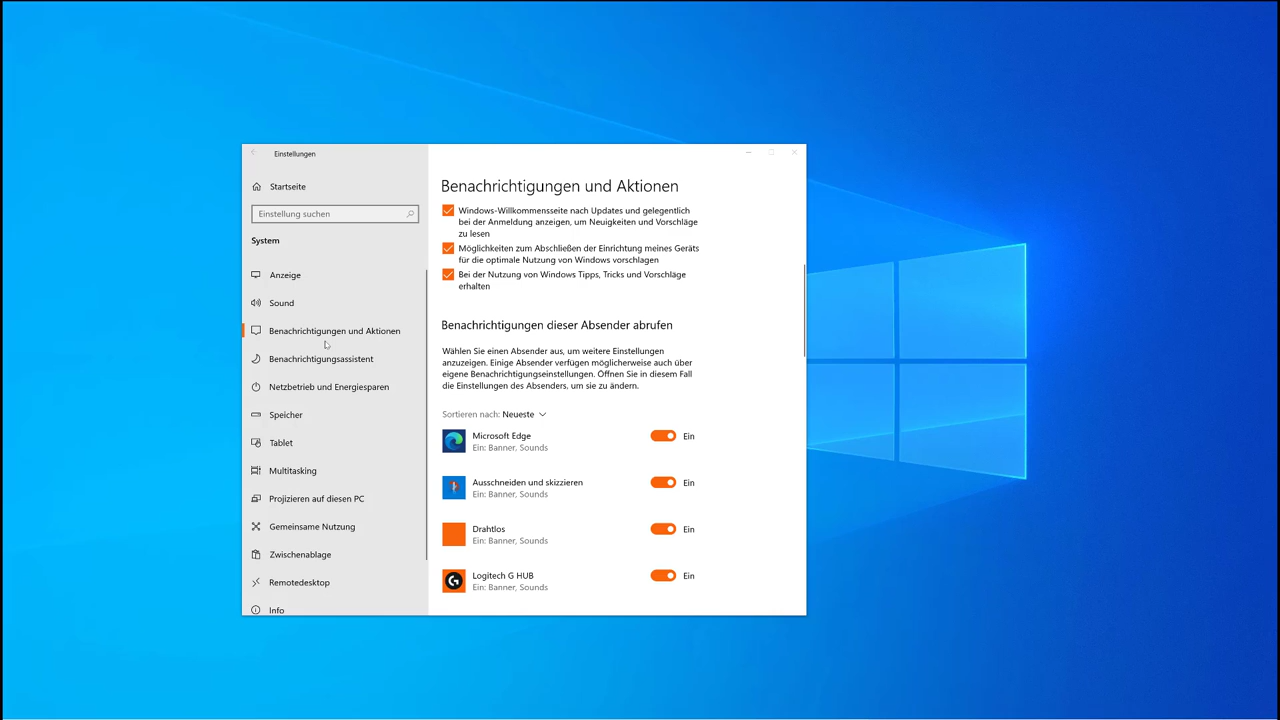 Einstellungen
Startseite
Einstellung suchen
System
Anzeige
Sound
Benachrichtigungen und Aktionen
Benachrichtigungsassistent
Netzbetrieb und Energiesparen
Speicher
Tablet
Multitasking
Projizieren auf diesen PC
Gemeinsame Nutzung
Zwischenablage
Remotedesktop
Info
Benachrichtigungen und Aktionen
Windows-Willkommensseite nach Updates und gelegentlich
bei der Anmeldung anzeigen, um Neuigkeiten und Vorschläge
zu lesen
Möglichkeiten zum Abschließen der Einrichtung meines Geräts
für die optimale Nutzung von Windows vorschlagen
Bei der Nutzung von Windows Tipps, Tricks und Vorschläge
erhalten
Benachrichtigungen dieser Absender abrufen
Wählen Sie einen Absender aus, um weitere Einstellungen
anzuzeigen. Einige Absender verfügen möglicherweise auch über
eigene Benachrichtigungseinstellungen. Öffnen Sie in diesem Fall
die Einstellungen des Absenders, um sie zu ändern.
Sortieren nach: Neueste
Microsoft Edge
Ein: Banner, Sounds
Ein
Ausschneiden und skizzieren
Ein: Banner, Sounds
Ein
Drahtlos
Ein: Banner, Sounds
Ein
Logitech G HUB
Ein: Banner, Sounds
Ein